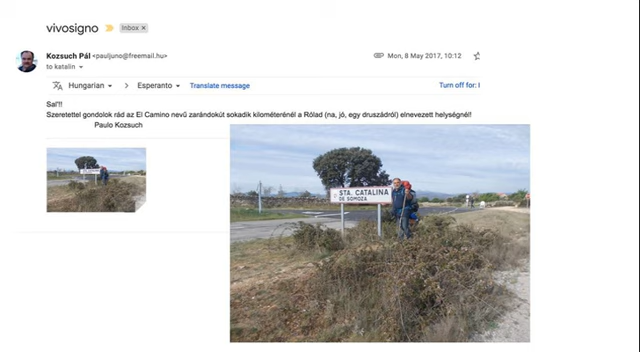 vivosigno Inbox ×
Kozsuch Pál <pauljuno@freemail.hu> Mon, 8 May 2017, 10:12
to katalin
Hungarian Esperanto Translate message Turn off for: I
Sal'!!
Szeretettel gondolok rád az El Camino nevű zarándokút sokadik kilométerénél a Rólad (na, jó, egy druszádról) elnevezett helységnél!
Paulo Kozsuch
STA. CATALINA
DE SOMOZA